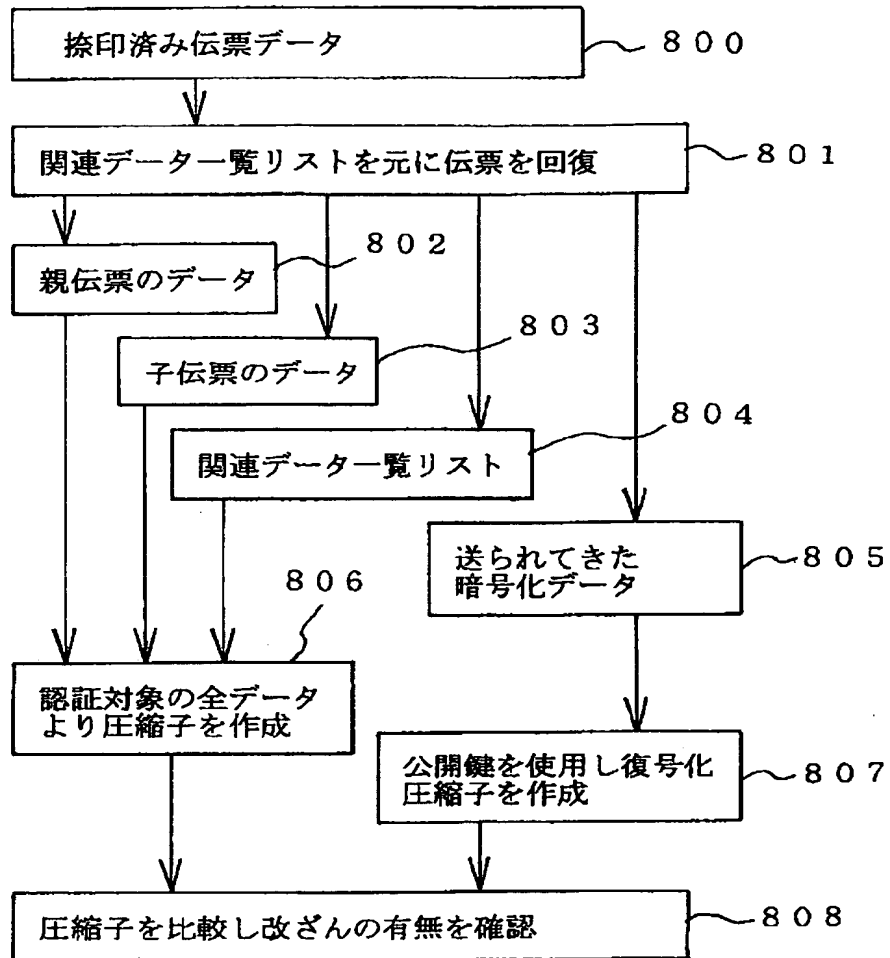 捺印済み伝票データ
８００
関連データ一覧リストを元に伝票を回復
８０１
親伝票のデータ
８０２
子伝票のデータ
８０３
関連データ一覧リスト
８０４
送られてきた
暗号化データ
８０５
８０６
認証対象の全データ
より圧縮子を作成
公開鍵を使用し復号化
圧縮子を作成
８０７
圧縮子を比較し改ざんの有無を確認
８０８